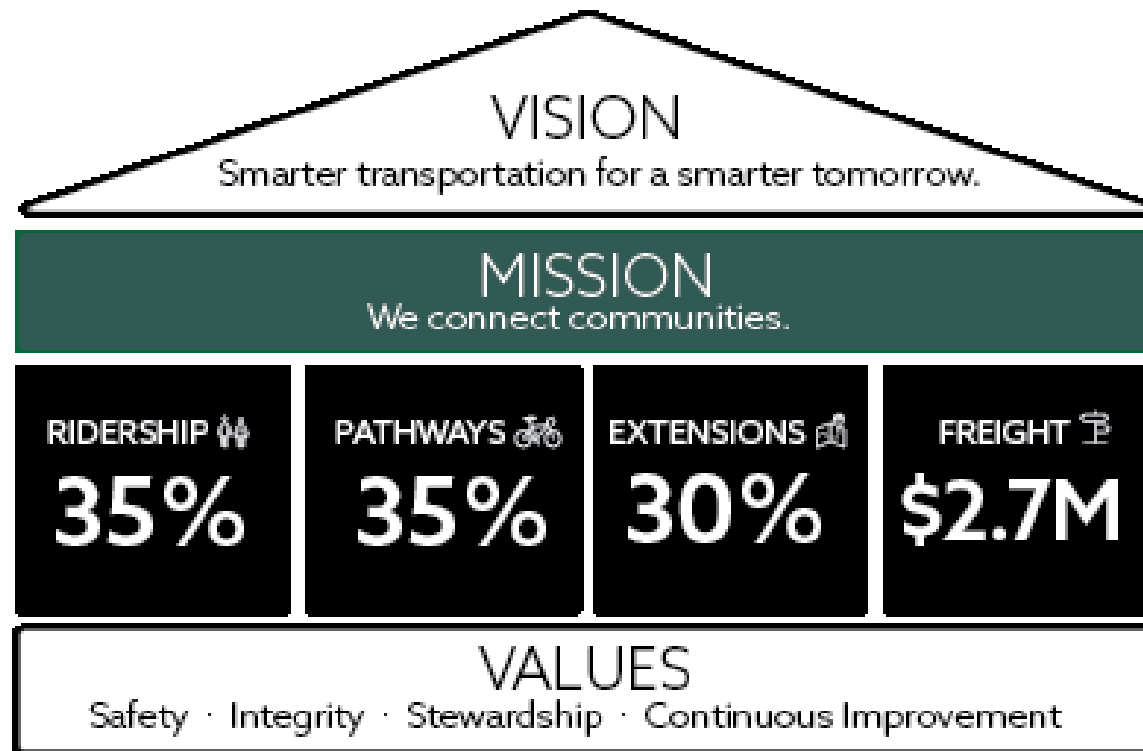 VISION
Smarter transportation for a smarter tomorrow.
MISSION
We connect communities.
RIDERSHIP
35%
PATHWAYS
35%
EXTENSIONS
30%
FREIGHT
$2.7M
VALUES
Safety · Integrity · Stewardship · Continuous Improvement